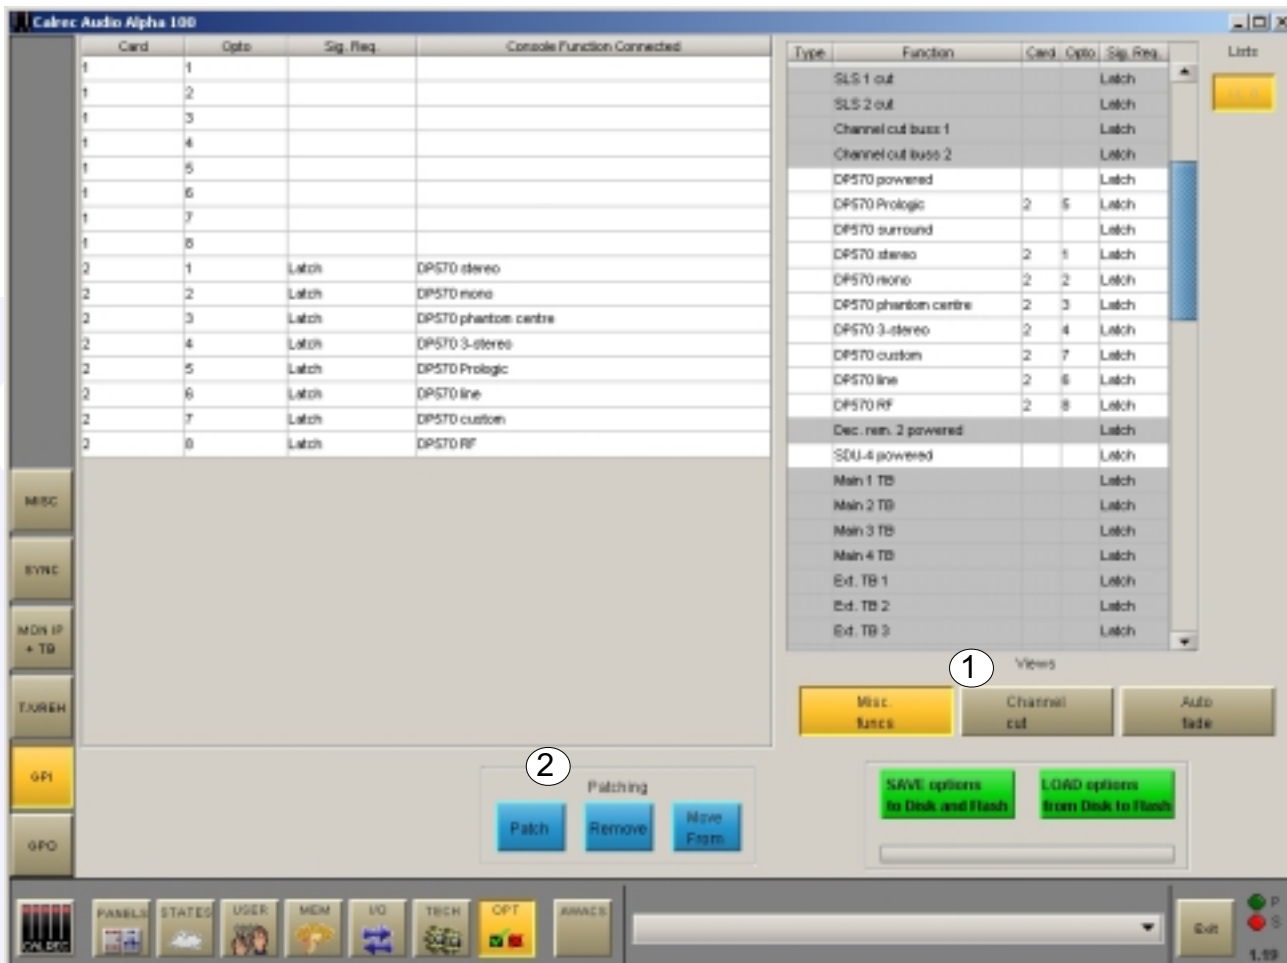 Calrec Audio Alpha 100
Card Opto Sig. Req. Console Function Connected
1 1
1 2
1 3
1 4
1 5
1 6
1 7
1 8
2 1 Latch DP570 stereo
2 2 Latch DP570 mono
2 3 Latch DP570 phantom centre
2 4 Latch DP570 3-stereo
2 5 Latch DP570 Prologic
2 6 Latch DP570 line
2 7 Latch DP570 custom
2 8 Latch DP570 RF
Type Function Card Opto Sig. Req.
SLS 1 cut Latch
SLS 2 cut Latch
Channel cut buss 1 Latch
Channel cut buss 2 Latch
DP570 powered Latch
DP570 Prologic 2 5 Latch
DP570 surround Latch
DP570 stereo 2 1 Latch
DP570 mono 2 2 Latch
DP570 phantom centre 2 3 Latch
DP570 3-stereo 2 4 Latch
DP570 custom 2 7 Latch
DP570 line 2 6 Latch
DP570 RF 2 8 Latch
Dec. rem. 2 powered Latch
SDU-4 powered Latch
Main 1 TB Latch
Main 2 TB Latch
Main 3 TB Latch
Main 4 TB Latch
Ext. TB 1 Latch
Ext. TB 2 Latch
Ext. TB 3 Latch
Lists
MISC
SYNC
MON IP
+ TB
T/VREH
GPI
GPO
1
Views
Misc.
funcs
Channel
cut
Auto
fade
2
Patching
Patch
Remove
Move
From
SAVE options
to Disk and Flash
LOAD options
from Disk to Flash
CALREC
PANELS
STATES
USER
MEM
I/O
TECH
OPT
AWACS
Exit
P
S
1.19